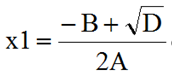 x1 = (−B + √D) / 2A